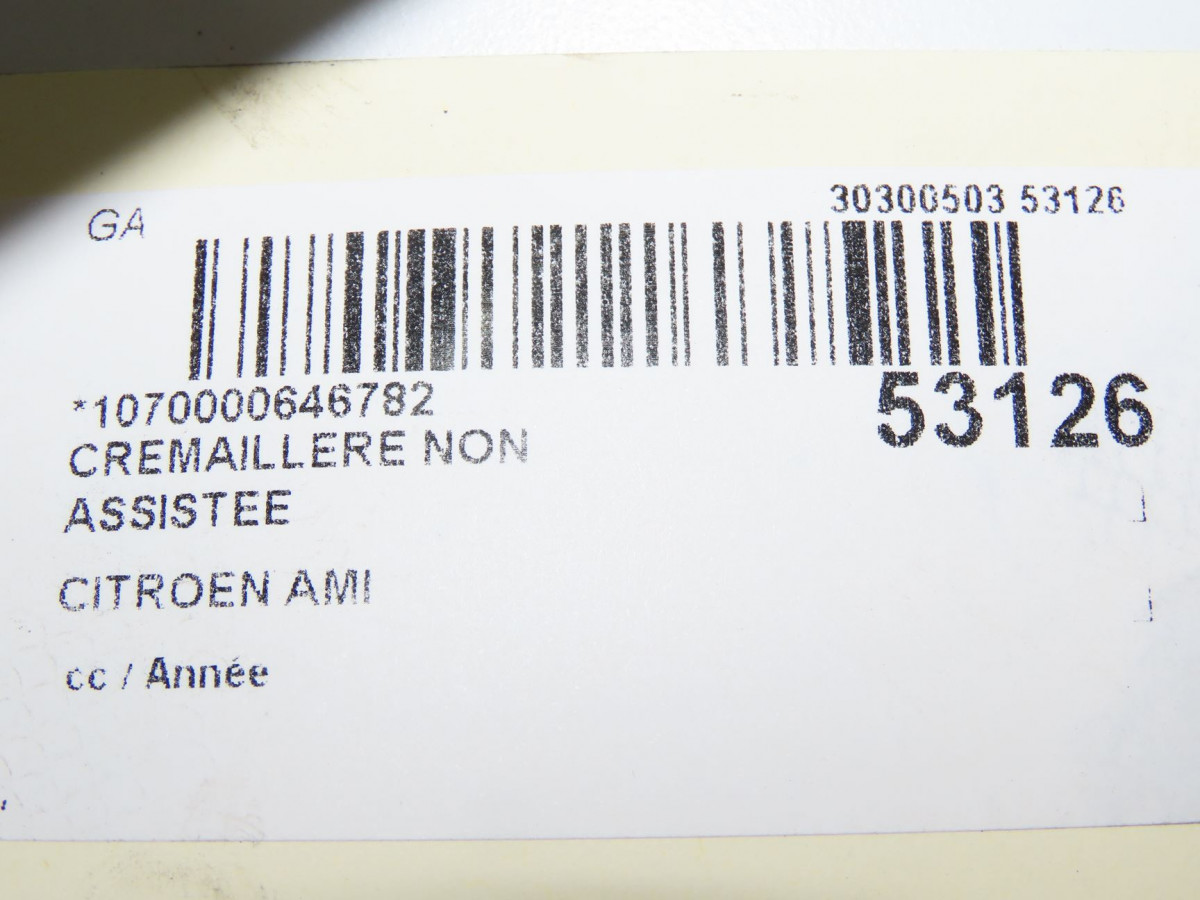 GA
30300503 53126
*1070000646782
53126
CREMAILLERE NON
ASSISTEE
CITROEN AMI
cc / Année